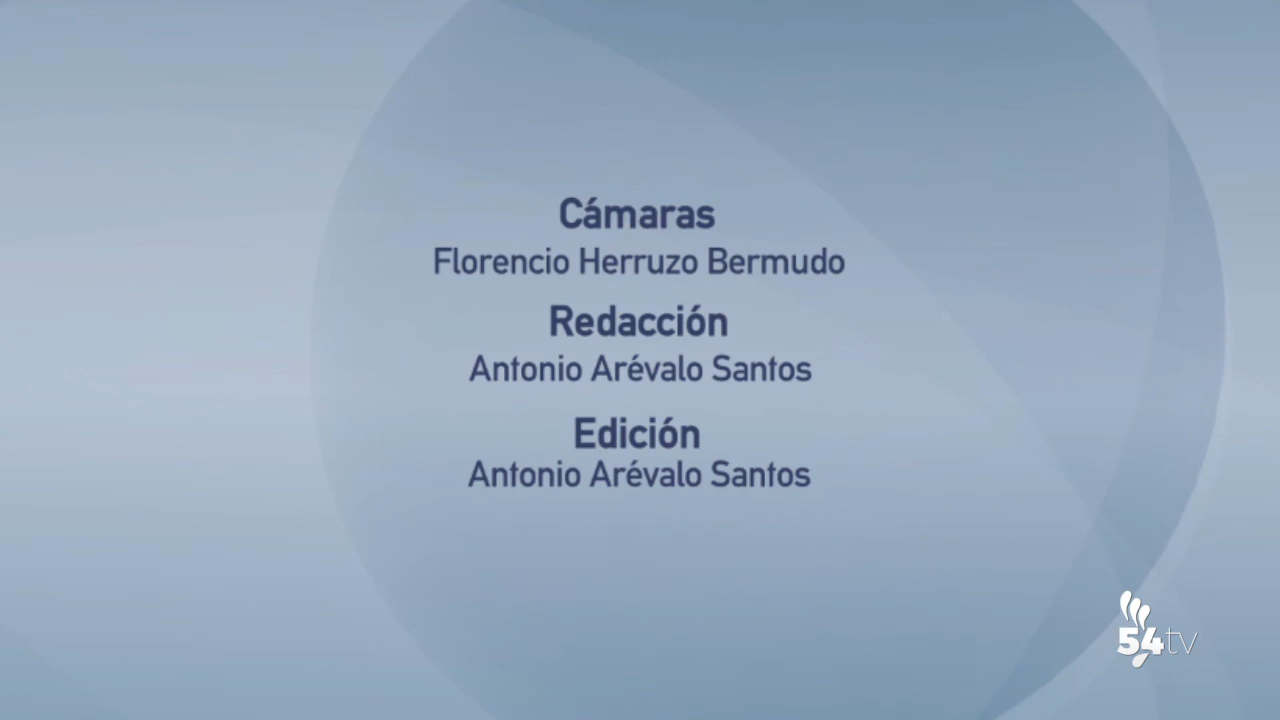 Cámaras
Florencio Herruzo Bermudo
Redacción
Antonio Arévalo Santos
Edición
Antonio Arévalo Santos
54tv